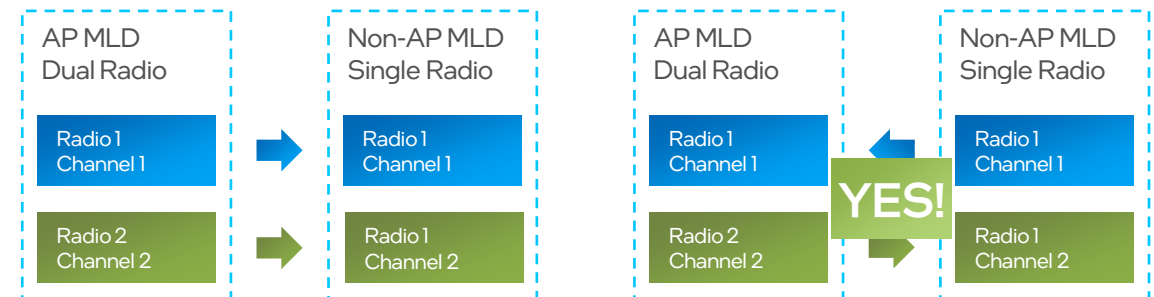 AP MLD
Dual Radio
Radio 1
Channel 1
Radio 2
Channel 2
Non-AP MLD
Single Radio
Radio 1
Channel 1
Radio 1
Channel 2
AP MLD
Dual Radio
Radio 1
Channel 1
Radio 2
Channel 2
YES!
Non-AP MLD
Single Radio
Radio 1
Channel 1
Radio 1
Channel 2